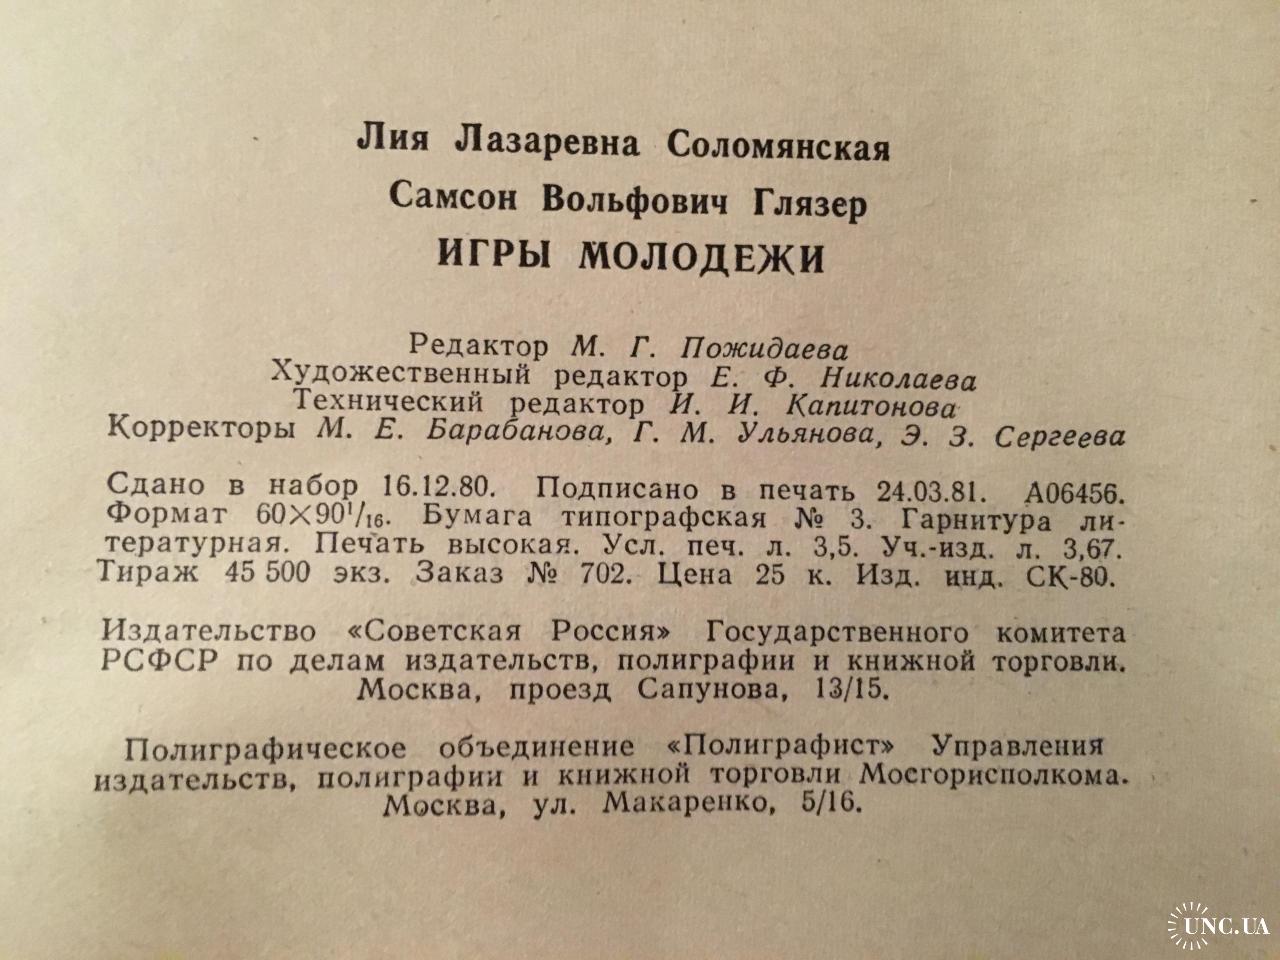 Лия Лазаревна Соломянская
Самсон Вольфович Глязер
ИГРЫ МОЛОДЕЖИ
Редактор М. Г. Пожидаева
Художественный редактор Е. Ф. Николаева
Технический редактор И. И. Капитонова
Корректоры М. Е. Барабанова, Г. М. Ульянова, Э. З. Сергеева
Сдано в набор 16.12.80. Подписано в печать 24.03.81. А06456.
Формат 60×90¹/₁₆. Бумага типографская № 3. Гарнитура ли-
тературная. Печать высокая. Усл. печ. л. 3,5. Уч.-изд. л. 3,67.
Тираж 45 500 экз. Заказ № 702. Цена 25 к. Изд. инд. СК-80.
Издательство «Советская Россия» Государственного комитета
РСФСР по делам издательств, полиграфии и книжной торговли.
Москва, проезд Сапунова, 13/15.
Полиграфическое объединение «Полиграфист» Управления
издательств, полиграфии и книжной торговли Мосгорисполкома.
Москва, ул. Макаренко, 5/16.
UNC.UA